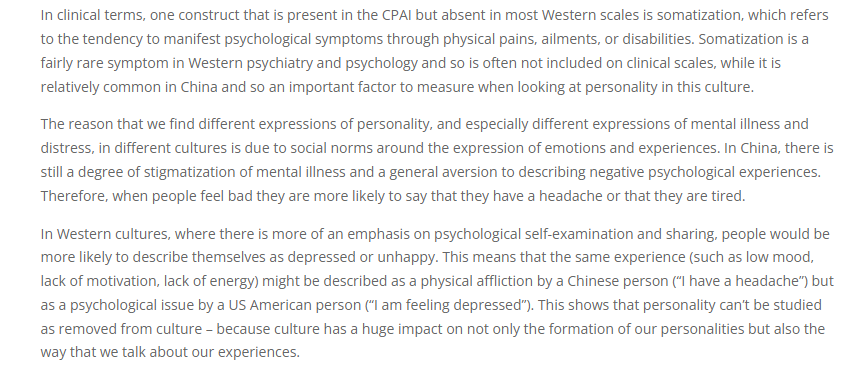 In clinical terms, one construct that is present in the CPAI but absent in most Western scales is somatization, which refers
to the tendency to manifest psychological symptoms through physical pains, ailments, or disabilities. Somatization is a
fairly rare symptom in Western psychiatry and psychology and so is often not included on clinical scales, while it is
relatively common in China and so an important factor to measure when looking at personality in this culture.
The reason that we find different expressions of personality, and especially different expressions of mental illness and
distress, in different cultures is due to social norms around the expression of emotions and experiences. In China, there is
still a degree of stigmatization of mental illness and a general aversion to describing negative psychological experiences.
Therefore, when people feel bad they are more likely to say that they have a headache or that they are tired.
In Western cultures, where there is more of an emphasis on psychological self-examination and sharing, people would be
more likely to describe themselves as depressed or unhappy. This means that the same experience (such as low mood,
lack of motivation, lack of energy) might be described as a physical affliction by a Chinese person (“I have a headache”) but
as a psychological issue by a US American person (“I am feeling depressed”). This shows that personality can’t be studied
as removed from culture – because culture has a huge impact on not only the formation of our personalities but also the
way that we talk about our experiences.